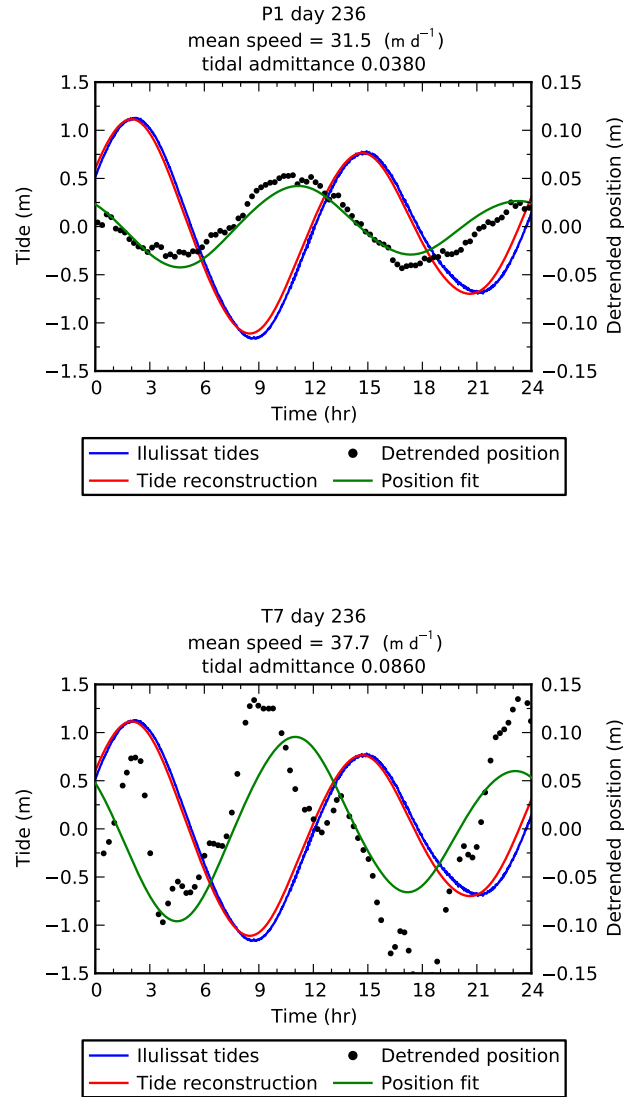 P1 day 236
mean speed = 31.5 (m d⁻¹)
tidal admittance 0.0380
1.5
1.0
0.5
0.0
−0.5
−1.0
−1.5
Tide (m)
0.15
0.10
0.05
0.00
−0.05
−0.10
−0.15
Detrended position (m)
0 3 6 9 12 15 18 21 24
Time (hr)
Ilulissat tides Detrended position
Tide reconstruction Position fit
T7 day 236
mean speed = 37.7 (m d⁻¹)
tidal admittance 0.0860
1.5
1.0
0.5
0.0
−0.5
−1.0
−1.5
Tide (m)
0.15
0.10
0.05
0.00
−0.05
−0.10
−0.15
Detrended position (m)
0 3 6 9 12 15 18 21 24
Time (hr)
Ilulissat tides Detrended position
Tide reconstruction Position fit